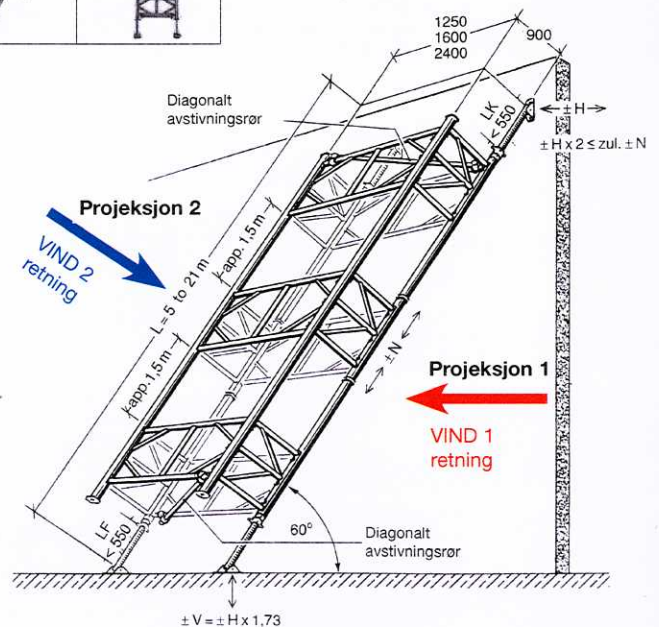 1250
1600
2400
900
Diagonalt
avstivningsrør
LK
< 550
±H
±H x 2 ≤ zul. ±N
Projeksjon 2
VIND 2
retning
app. 1,5 m
L = 5 to 21 m
±N
app. 1,5 m
Projeksjon 1
VIND 1
retning
LF
< 550
60°
Diagonalt
avstivningsrør
±V = ±H x 1,73